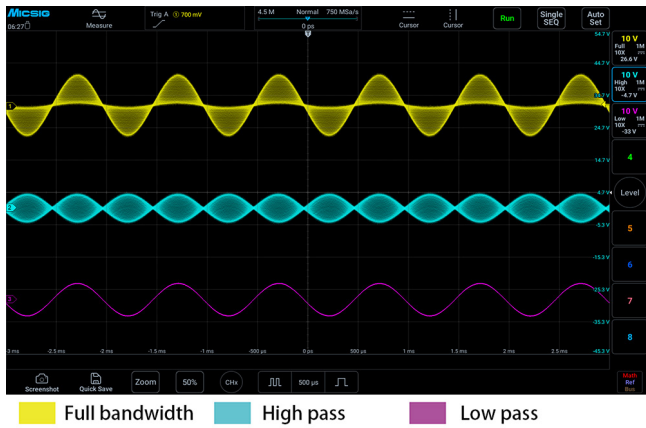 Micsig
06:27
Measure
Trig A ① 700 mV
4.5 M Normal 750 MSa/s
0 ps
Cursor
Cursor
Run
Single SEQ
Auto Set
54.7 V
10 V
Full 1M
10X
26.6 V
44.7 V
10 V
High 1M
10X
-4.7 V
10 V
Low 1M
10X
-33 V
1
24.7 V
14.7 V
4
4.7 V
Level
2
-5.3 V
5
-15.3 V
6
-25.3 V
3
7
-35.3 V
8
-2.5 ms -2 ms -1.5 ms -1 ms -500 µs 0 ps 500 µs 1 ms 1.5 ms 2 ms 2.5 ms -45.3 V
Screenshot
Quick Save
Zoom
50%
CHx
500 µs
Math
Ref
Bus
Full bandwidth High pass Low pass